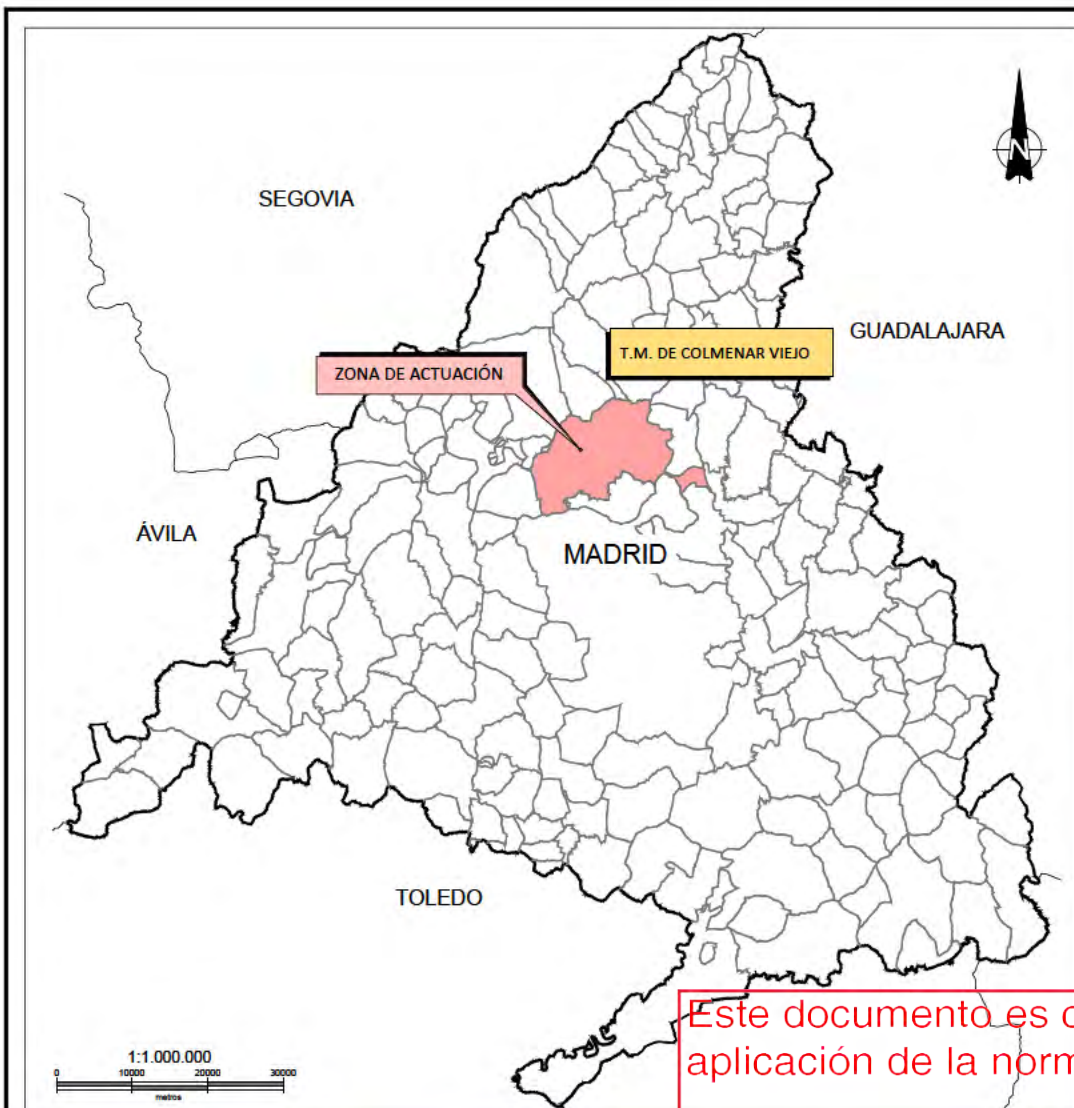 N
SEGOVIA
GUADALAJARA
T.M. DE COLMENAR VIEJO
ZONA DE ACTUACIÓN
ÁVILA
MADRID
TOLEDO
Este documento es
aplicación de la
1:1.000.000
0 10000 20000 30000
metros